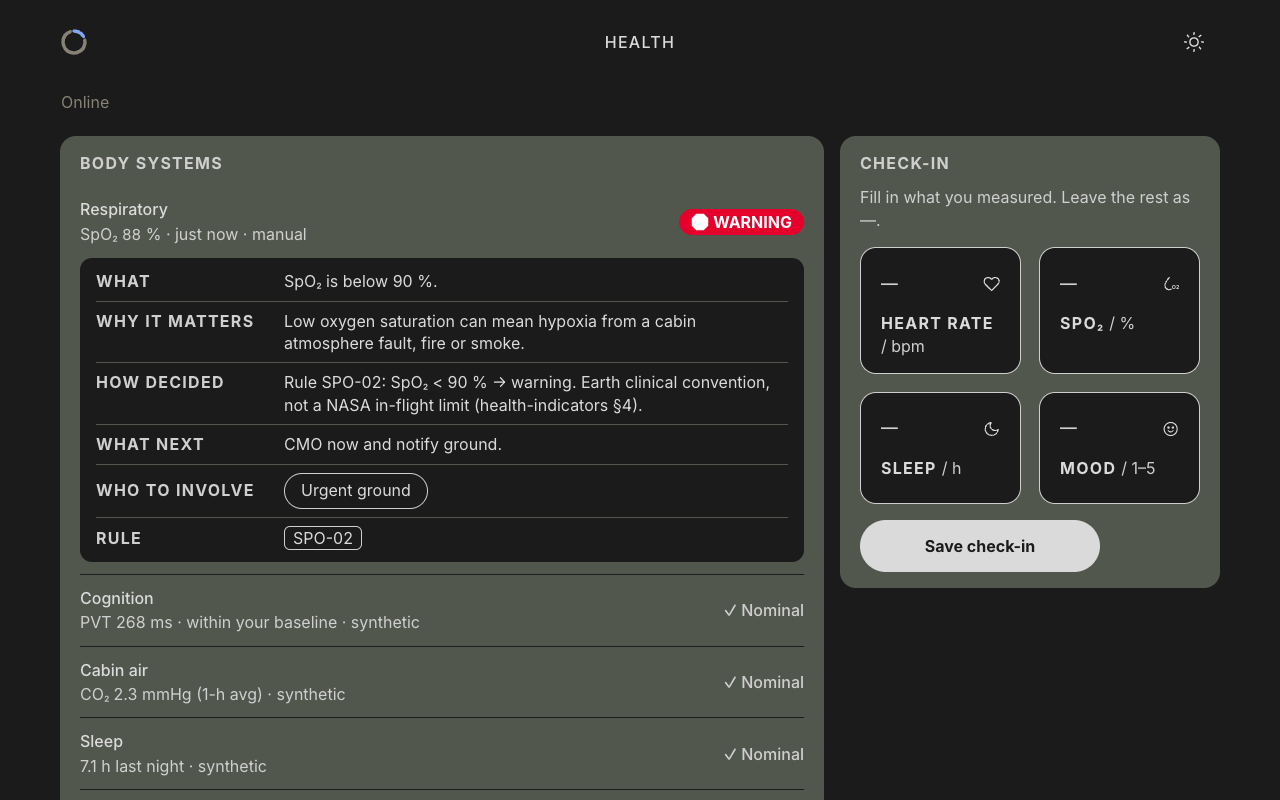 HEALTH
Online
BODY SYSTEMS
Respiratory
SpO₂ 88 % · just now · manual
WARNING
WHAT
SpO₂ is below 90 %.
WHY IT MATTERS
Low oxygen saturation can mean hypoxia from a cabin
atmosphere fault, fire or smoke.
HOW DECIDED
Rule SPO-02: SpO₂ < 90 % → warning. Earth clinical convention,
not a NASA in-flight limit (health-indicators §4).
WHAT NEXT
CMO now and notify ground.
WHO TO INVOLVE
Urgent ground
RULE
SPO-02
Cognition
PVT 268 ms · within your baseline · synthetic
✓ Nominal
Cabin air
CO₂ 2.3 mmHg (1-h avg) · synthetic
✓ Nominal
Sleep
7.1 h last night · synthetic
✓ Nominal
CHECK-IN
Fill in what you measured. Leave the rest as
—.
—
HEART RATE
/ bpm
—
O2
SPO₂ / %
—
SLEEP / h
—
MOOD / 1–5
Save check-in